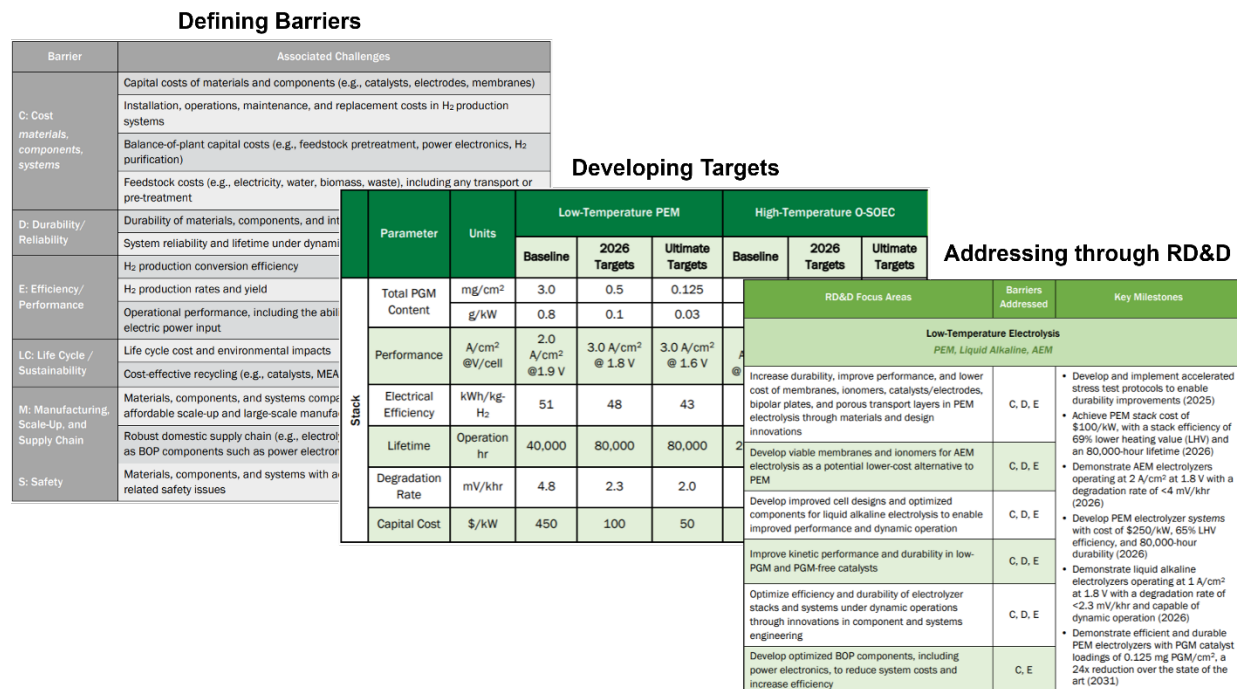 Defining Barriers
Barrier
Associated Challenges
C: Cost
materials,
components,
systems
Capital costs of materials and components (e.g., catalysts, electrodes, membranes)
Installation, operations, maintenance, and replacement costs in H₂ production
systems
Balance-of-plant capital costs (e.g., feedstock pretreatment, power electronics, H₂
purification)
Feedstock costs (e.g., electricity, water, biomass, waste), including any transport or
pre-treatment
D: Durability/
Reliability
Durability of materials, components, and
System reliability and lifetime under
E: Efficiency/
Performance
H₂ production conversion efficiency
H₂ production rates and yield
Operational performance, including the
electric power input
LC: Life Cycle /
Sustainability
Life cycle cost and environmental impacts
Cost-effective recycling (e.g., catalysts, MEA
M: Manufacturing,
Scale-Up, and
Supply Chain
Materials, components, and systems
affordable scale-up and large-scale
Robust domestic supply chain (e.g.,
as BOP components such as power
S: Safety
Materials, components, and systems with
related safety issues
Developing Targets
Parameter
Units
Low-Temperature PEM
High-Temperature O-SOEC
Baseline
2026
Targets
Ultimate
Targets
Baseline
2026
Targets
Ultimate
Targets
Stack
Total PGM
Content
mg/cm²
3.0
0.5
0.125
g/kW
0.8
0.1
0.03
Performance
A/cm²
@V/cell
2.0
A/cm²
@1.9 V
3.0 A/cm²
@ 1.8 V
3.0 A/cm²
@ 1.6 V
A
@
Electrical
Efficiency
kWh/kg-
H₂
51
48
43
Lifetime
Operation
hr
40,000
80,000
80,000
2
Degradation
Rate
mV/khr
4.8
2.3
2.0
Capital Cost
$/kW
450
100
50
Addressing through RD&D
RD&D Focus Areas
Barriers
Addressed
Key Milestones
Low-Temperature Electrolysis
PEM, Liquid Alkaline, AEM
Increase durability, improve performance, and lower
cost of membranes, ionomers, catalysts/electrodes,
bipolar plates, and porous transport layers in PEM
electrolysis through materials and design
innovations
C, D, E
Develop viable membranes and ionomers for AEM
electrolysis as a potential lower-cost alternative to
PEM
C, D, E
Develop improved cell designs and optimized
components for liquid alkaline electrolysis to enable
improved performance and dynamic operation
C, D, E
Improve kinetic performance and durability in low-
PGM and PGM-free catalysts
C, D, E
Optimize efficiency and durability of electrolyzer
stacks and systems under dynamic operations
through innovations in component and systems
engineering
C, D, E
Develop optimized BOP components, including
power electronics, to reduce system costs and
increase efficiency
C, E
• Develop and implement accelerated
stress test protocols to enable
durability improvements (2025)
• Achieve PEM stack cost of
$100/kW, with a stack efficiency of
69% lower heating value (LHV) and
an 80,000-hour lifetime (2026)
• Demonstrate AEM electrolyzers
operating at 2 A/cm² at 1.8 V with a
degradation rate of <4 mV/khr
(2026)
• Develop PEM electrolyzer systems
with cost of $250/kW, 65% LHV
efficiency, and 80,000-hour
durability (2026)
• Demonstrate liquid alkaline
electrolyzers operating at 1 A/cm²
at 1.8 V with a degradation rate of
<2.3 mV/khr and capable of
dynamic operation (2026)
• Demonstrate efficient and durable
PEM electrolyzers with PGM catalyst
loadings of 0.125 mg PGM/cm², a
24x reduction over the state of the
art (2031)